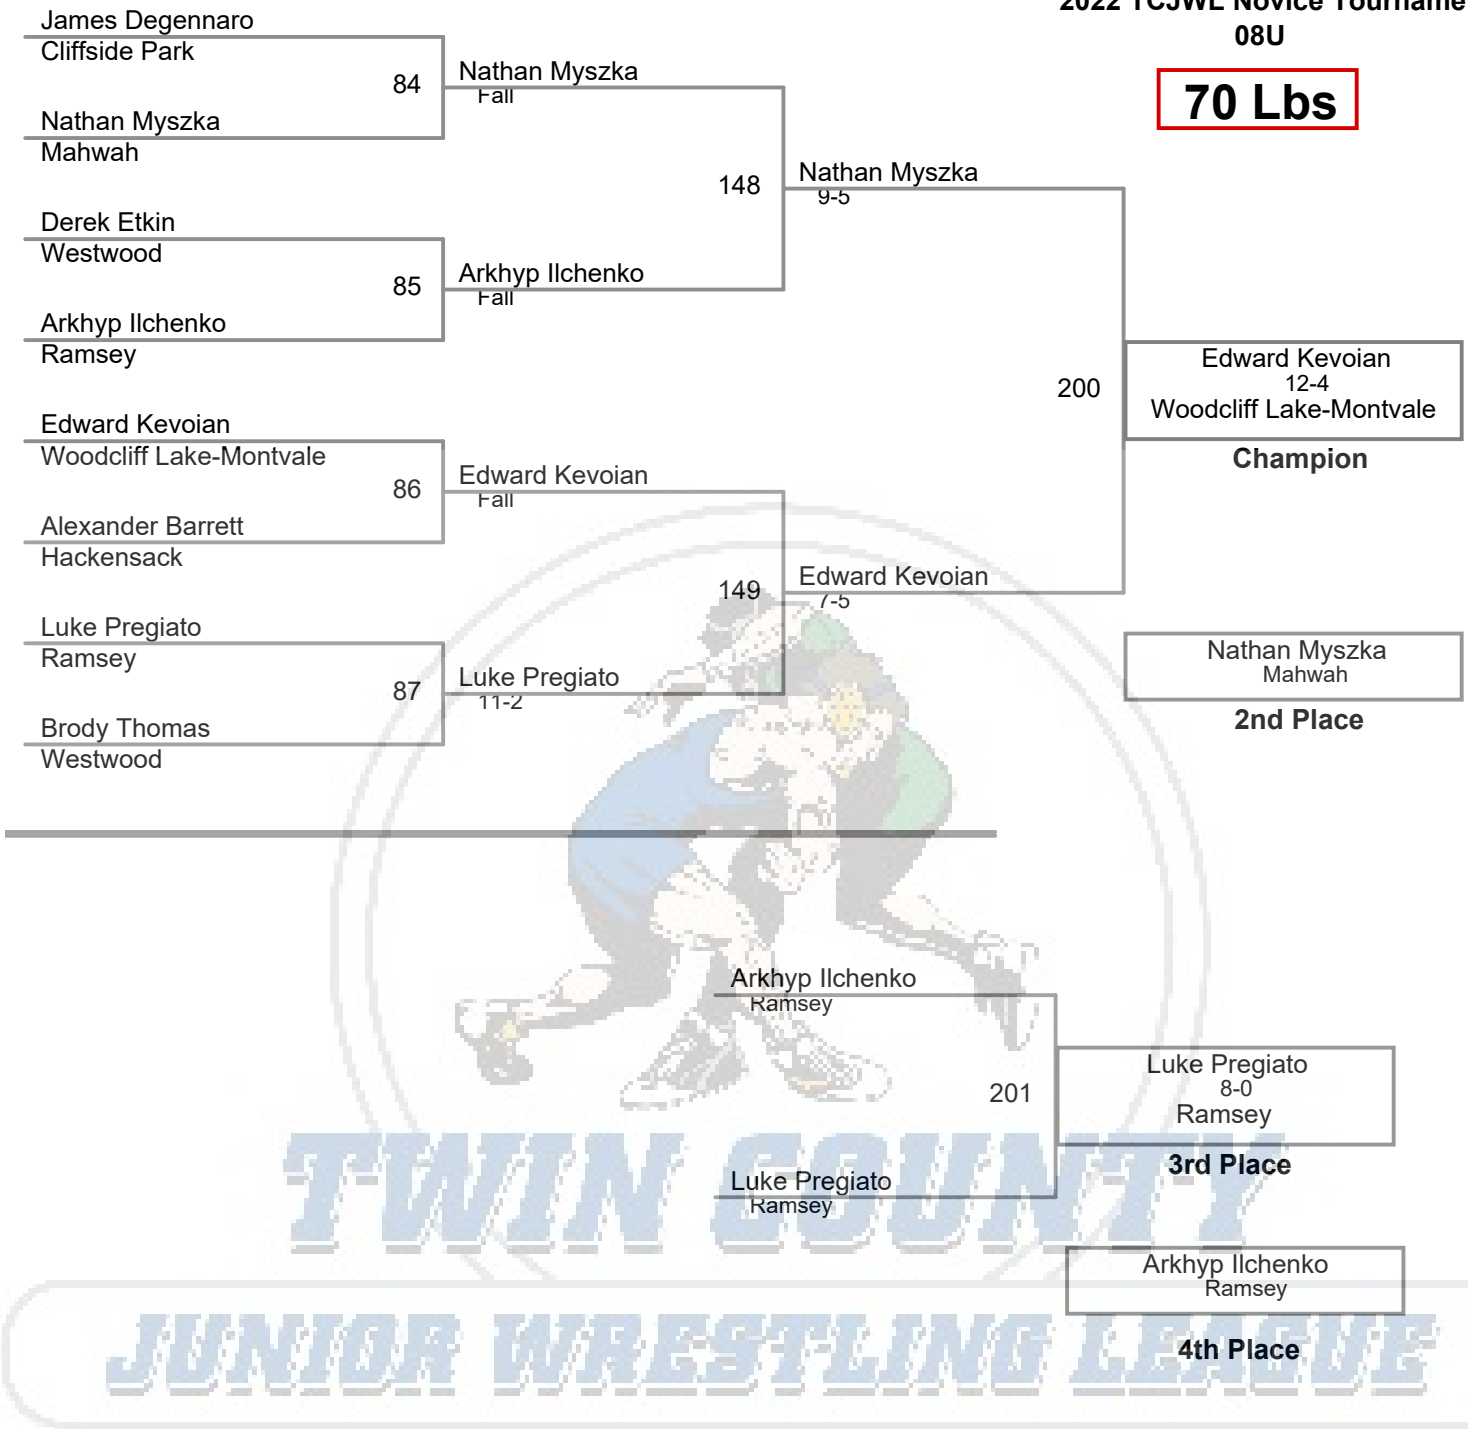 2022 TCJWL Novice Tourname
08U
70 Lbs
James Degennaro
Cliffside Park
84
Nathan Myszka
Fall
Nathan Myszka
Mahwah
148
Nathan Myszka
9-5
Derek Etkin
Westwood
85
Arkhyp Ilchenko
Fall
Arkhyp Ilchenko
Ramsey
200
Edward Kevoian
12-4
Woodcliff Lake-Montvale
Champion
Edward Kevoian
Woodcliff Lake-Montvale
86
Edward Kevoian
Fall
Alexander Barrett
Hackensack
149
Edward Kevoian
7-5
Luke Pregiato
Ramsey
87
Luke Pregiato
11-2
Brody Thomas
Westwood
Nathan Myszka
Mahwah
2nd Place
Arkhyp Ilchenko
Ramsey
201
Luke Pregiato
8-0
Ramsey
3rd Place
Luke Pregiato
Ramsey
Arkhyp Ilchenko
Ramsey
4th Place
TWIN COUNTY
JUNIOR WRESTLING LEAGUE